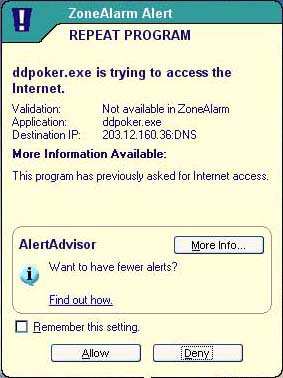 ZoneAlarm Alert
REPEAT PROGRAM
ddpoker.exe is trying to access the
Internet.
Validation: Not available in ZoneAlarm
Application: ddpoker.exe
Destination IP: 203.12.160.36:DNS
More Information Available:
This program has previously asked for Internet access.
AlertAdvisor
More Info...
Want to have fewer alerts?
Find out how.
Remember this setting.
Allow Deny